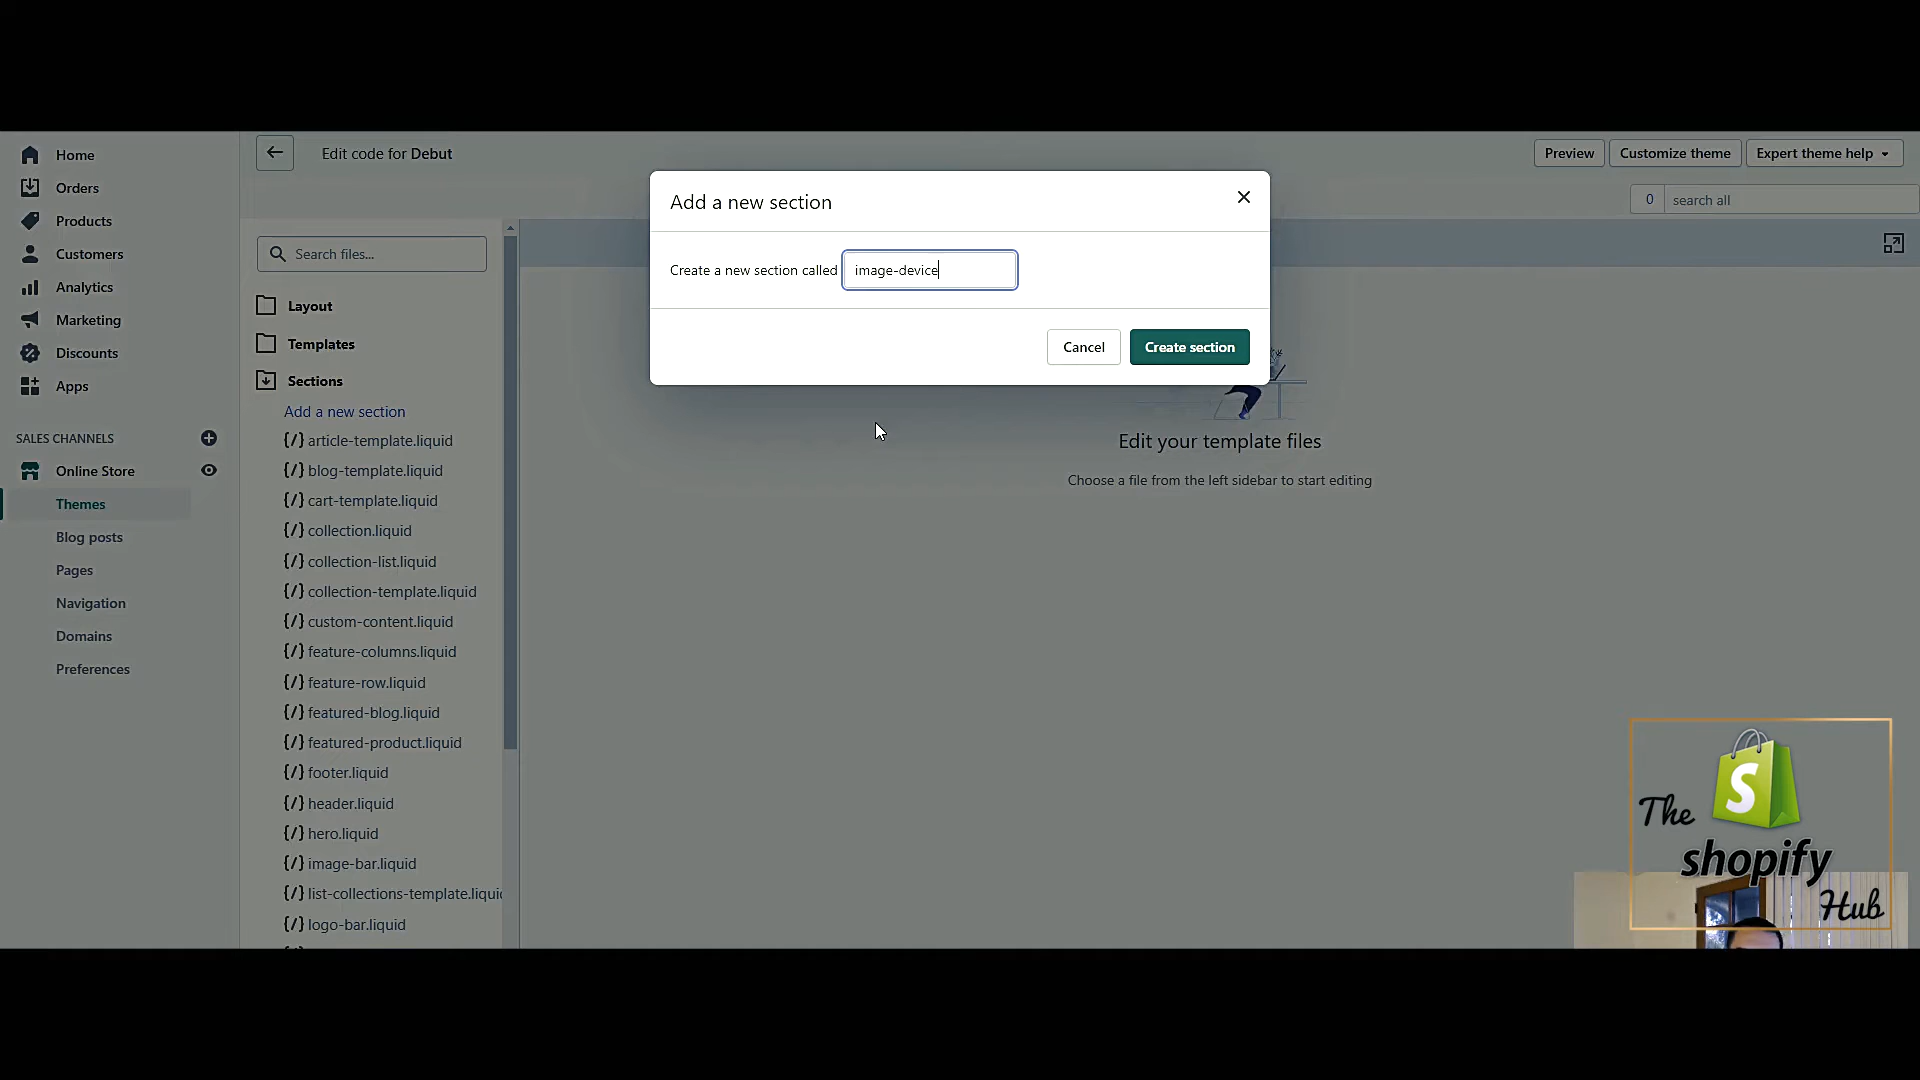 Home
Orders
Products
Customers
Analytics
Marketing
Discounts
Apps
SALES CHANNELS
Online Store
Themes
Blog posts
Pages
Navigation
Domains
Preferences
Edit code for Debut
Preview
Customize theme
Expert theme help
0
search all
Search files...
Layout
Templates
Sections
Add a new section
{/} article-template.liquid
{/} blog-template.liquid
{/} cart-template.liquid
{/} collection.liquid
{/} collection-list.liquid
{/} collection-template.liquid
{/} custom-content.liquid
{/} feature-columns.liquid
{/} feature-row.liquid
{/} featured-blog.liquid
{/} featured-product.liquid
{/} footer.liquid
{/} header.liquid
{/} hero.liquid
{/} image-bar.liquid
{/} list-collections-template.liquid
{/} logo-bar.liquid
Add a new section
Create a new section called image-device
Cancel
Create section
Edit your template files
Choose a file from the left sidebar to start editing
The
S
shopify
Hub